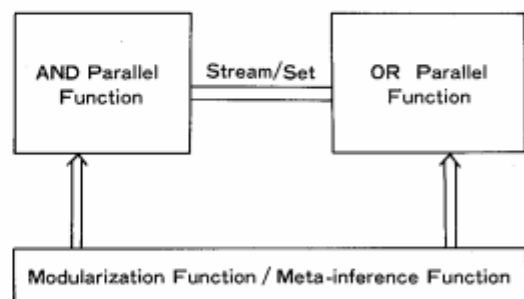 AND Parallel
Function
Stream/Set
OR Parallel
Function
Modularization Function / Meta-inference Function